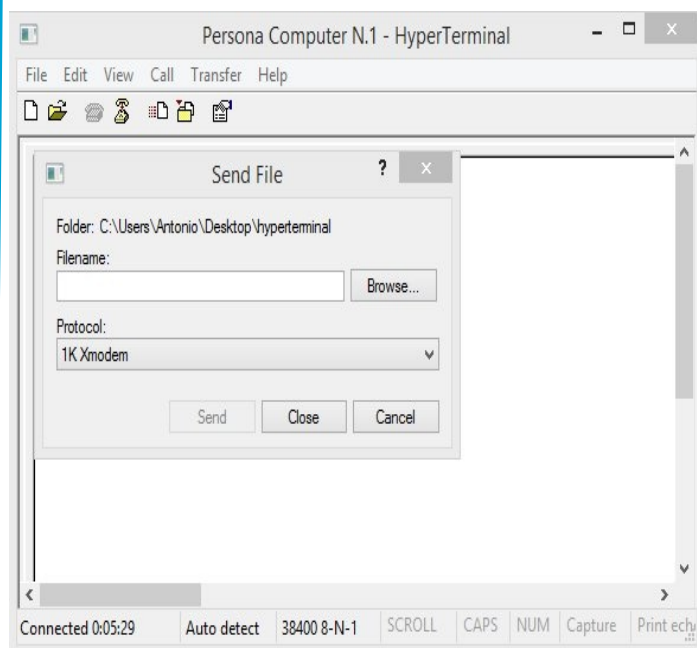 Persona Computer N.1 - HyperTerminal
File Edit View Call Transfer Help
Send File
?
Folder: C:\Users\Antonio\Desktop\hyperterminal
Filename:
Browse...
Protocol:
1K Xmodem
Send Close Cancel
Connected 0:05:29 Auto detect 38400 8-N-1 SCROLL CAPS NUM Capture Print echo